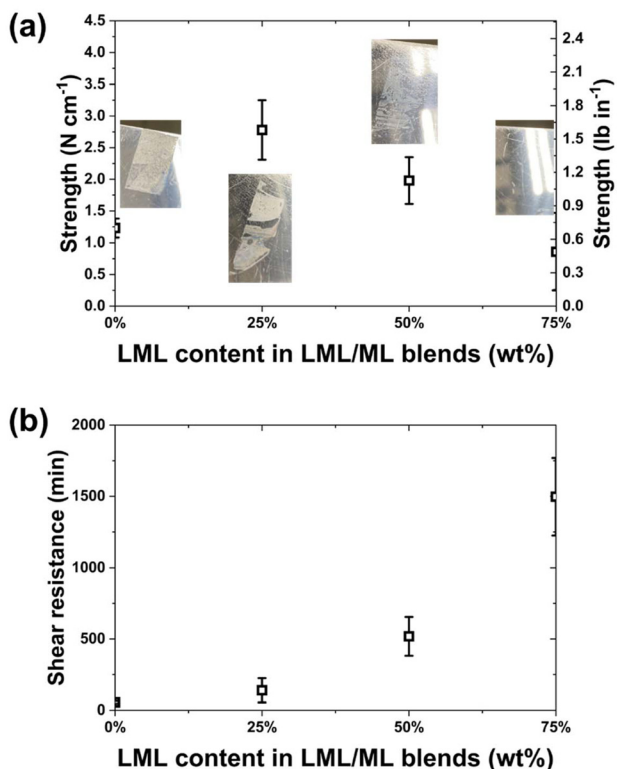 (a)
Strength (N cm⁻¹)
4.5
4.0
3.5
3.0
2.5
2.0
1.5
1.0
0.5
0.0
2.4
2.1
1.8
1.5
1.2
0.9
0.6
0.3
0.0
Strength (lb in⁻¹)
0% 25% 50% 75%
LML content in LML/ML blends (wt%)
(b)
Shear resistance (min)
2000
1500
1000
500
0
0% 25% 50% 75%
LML content in LML/ML blends (wt%)